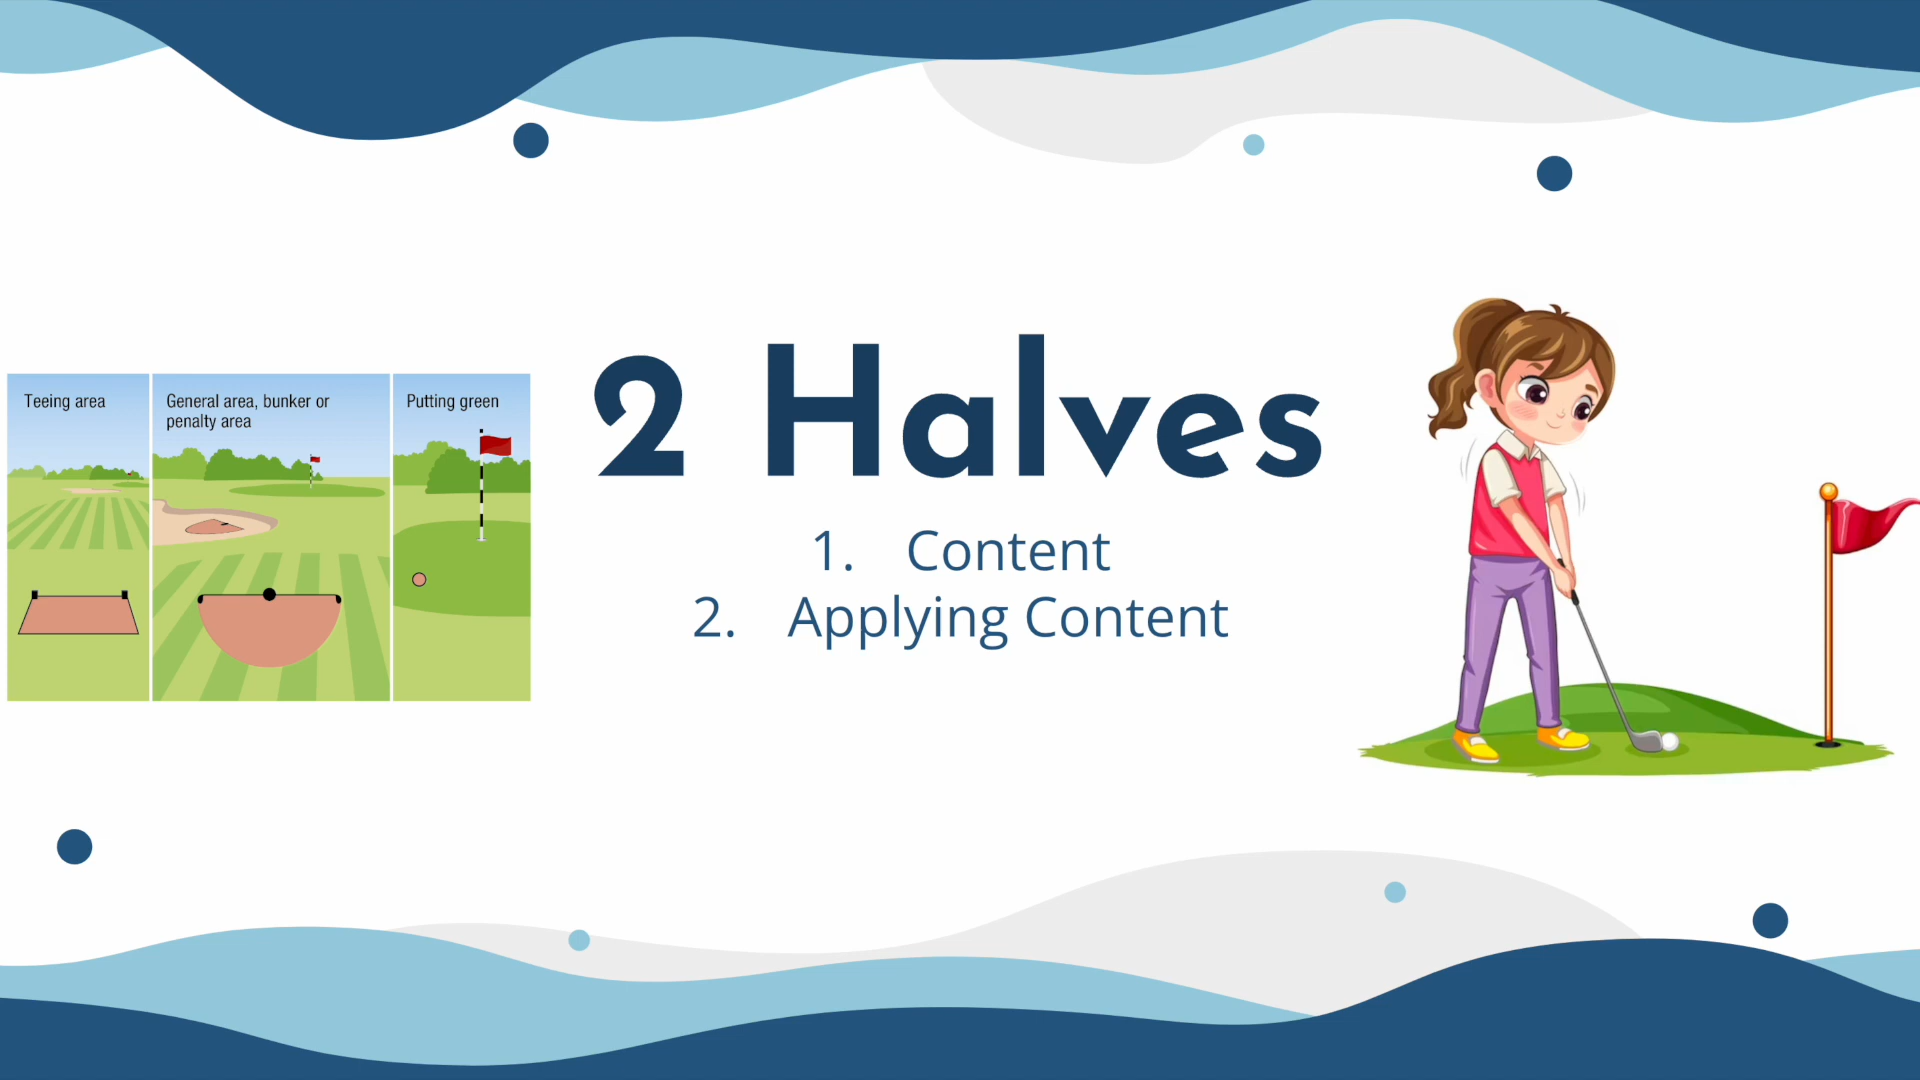 Teeing area
General area, bunker or
penalty area
Putting green
2 Halves
1. Content
2. Applying Content